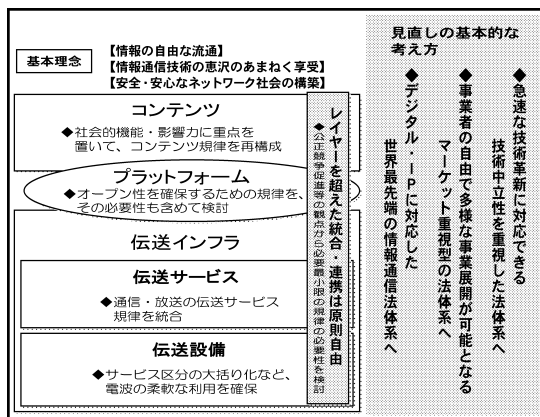 基本理念
【情報の自由な流通】
【情報通信技術の恵沢のあまねく享受】
【安全・安心なネットワーク社会の構築】
コンテンツ
◆社会的機能・影響力に重点を
置いて、コンテンツ規律を再構成
プラットフォーム
◆オープン性を確保するための規律を、
その必要性も含めて検討
伝送インフラ
伝送サービス
◆通信・放送の伝送サービス
規律を統合
伝送設備
◆サービス区分の大括り化など、
電波の柔軟な利用を確保
レイヤーを超えた統合・連携は原則自由
◆公正競争促進等の観点から必要最小限の規律の必要性を検討
見直しの基本的な
考え方
◆急速な技術革新に対応できる
技術中立性を重視した法体系へ
◆事業者の自由で多様な事業展開が可能となる
マーケット重視型の法体系へ
◆デジタル・IPに対応した
世界最先端の情報通信法体系へ